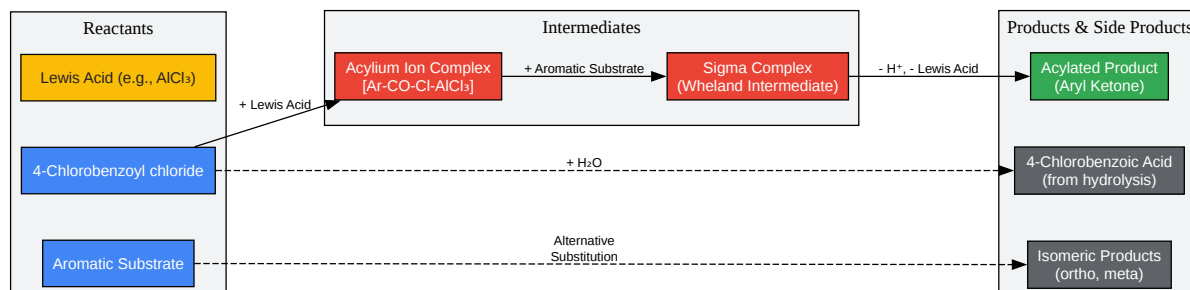 Reactants
Intermediates
Products & Side Products
Lewis Acid (e.g., AlCl₃)
Acylium Ion Complex
[Ar-CO-Cl-AlCl₃]
+ Aromatic Substrate
Sigma Complex
(Wheland Intermediate)
- H⁺, - Lewis Acid
Acylated Product
(Aryl Ketone)
+ Lewis Acid
4-Chlorobenzoyl chloride
+ H₂O
4-Chlorobenzoic Acid
(from hydrolysis)
Aromatic Substrate
Alternative
Substitution
Isomeric Products
(ortho, meta)